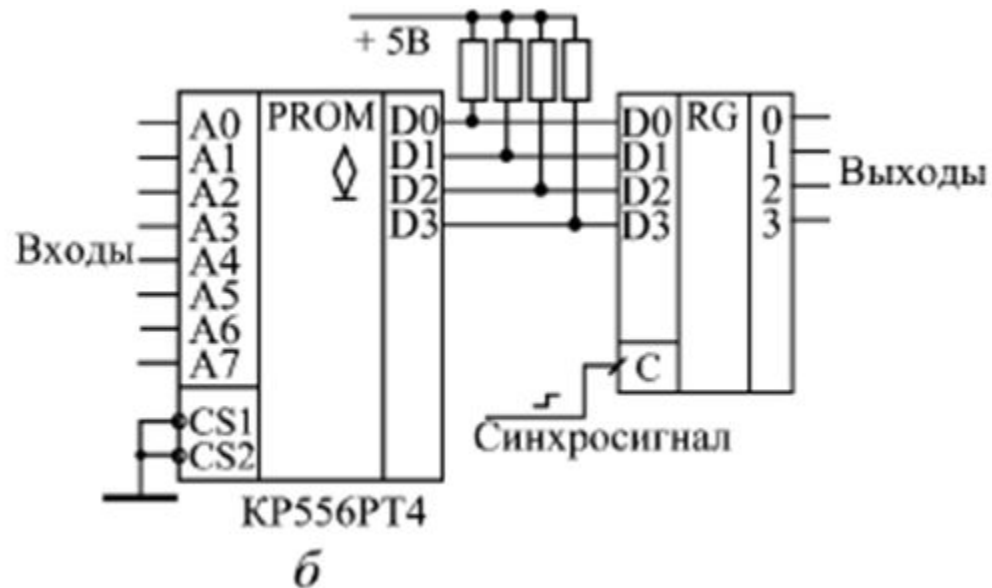 + 5В
A0 PROM D0 D0 RG 0
A1 D1 D1 1
A2 D2 D2 2
A3 D3 D3 3
Выходы
Входы
A4
A5
A6
A7
C
CS1
CS2
Синхросигнал
КР556РТ4
б